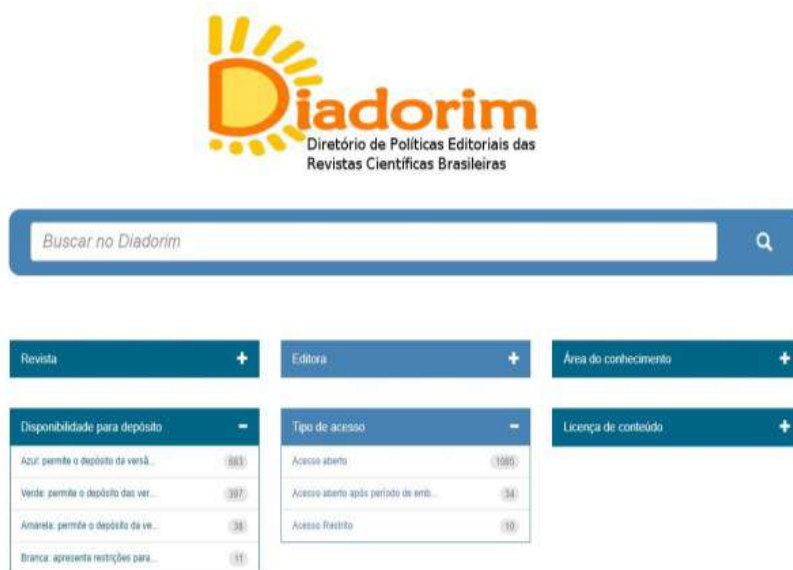 Diadorim
Diretório de Políticas Editoriais das
Revistas Científicas Brasileiras
Buscar no Diadorim
Revista
Editora
Área do conhecimento
Disponibilidade para depósito
Azul: permite o depósito da versã... 663
Verde: permite o depósito das ver... 397
Amarela: permite o depósito da ve... 38
Branca: apresenta restrições para... 11
Tipo de acesso
Acesso aberto 1085
Acesso aberto após período de emb... 34
Acesso Restrito 10
Licença de conteúdo